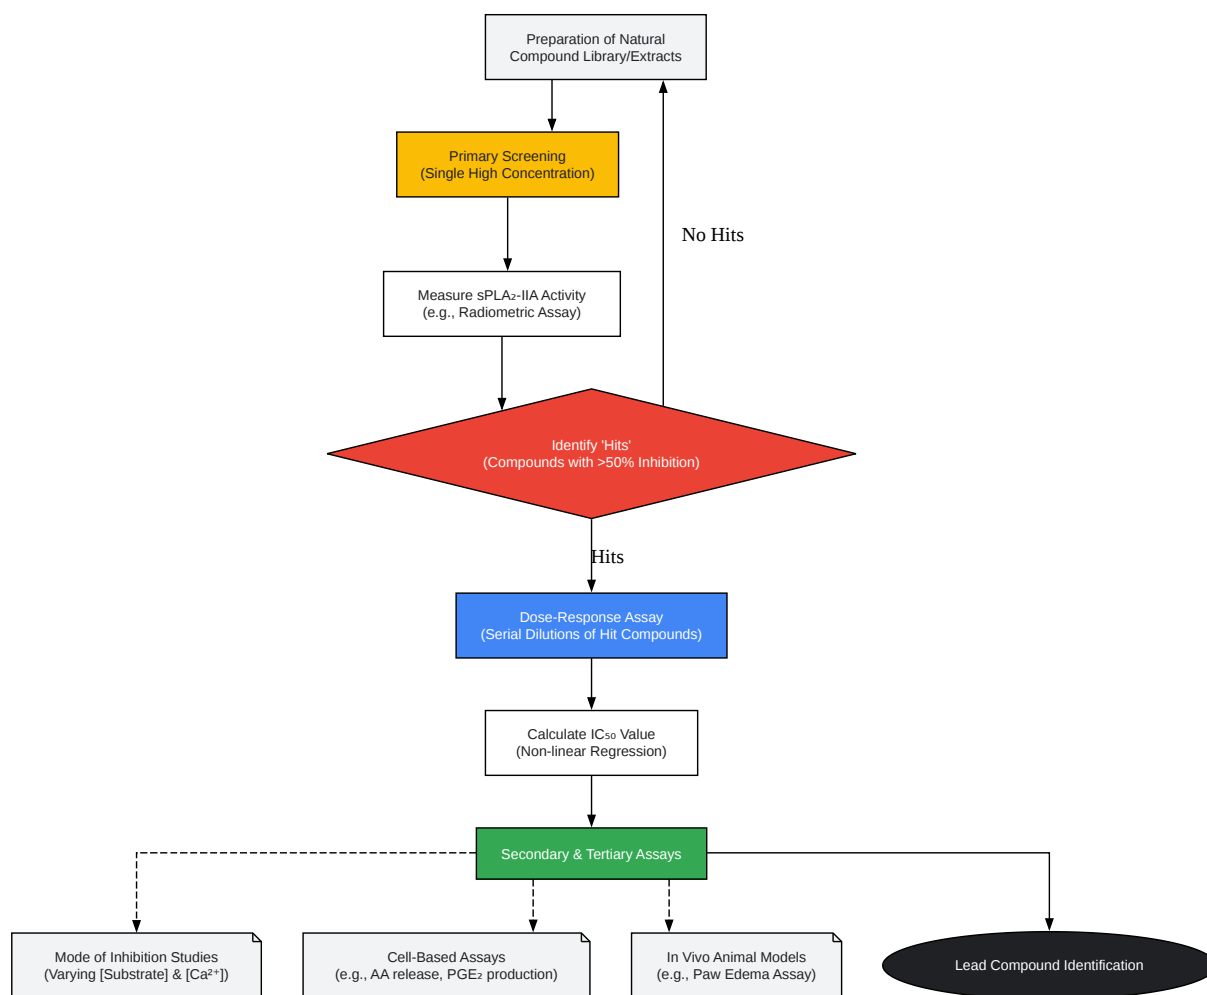 Preparation of Natural
Compound Library/Extracts
Primary Screening
(Single High Concentration)
No Hits
Measure sPLA₂-IIA Activity
(e.g., Radiometric Assay)
Identify 'Hits'
(Compounds with >50% Inhibition)
Hits
Dose-Response Assay
(Serial Dilutions of Hit Compounds)
Calculate IC₅₀ Value
(Non-linear Regression)
Secondary & Tertiary Assays
Mode of Inhibition Studies
(Varying [Substrate] & [Ca²⁺])
Cell-Based Assays
(e.g., AA release, PGE₂ production)
In Vivo Animal Models
(e.g., Paw Edema Assay)
Lead Compound Identification